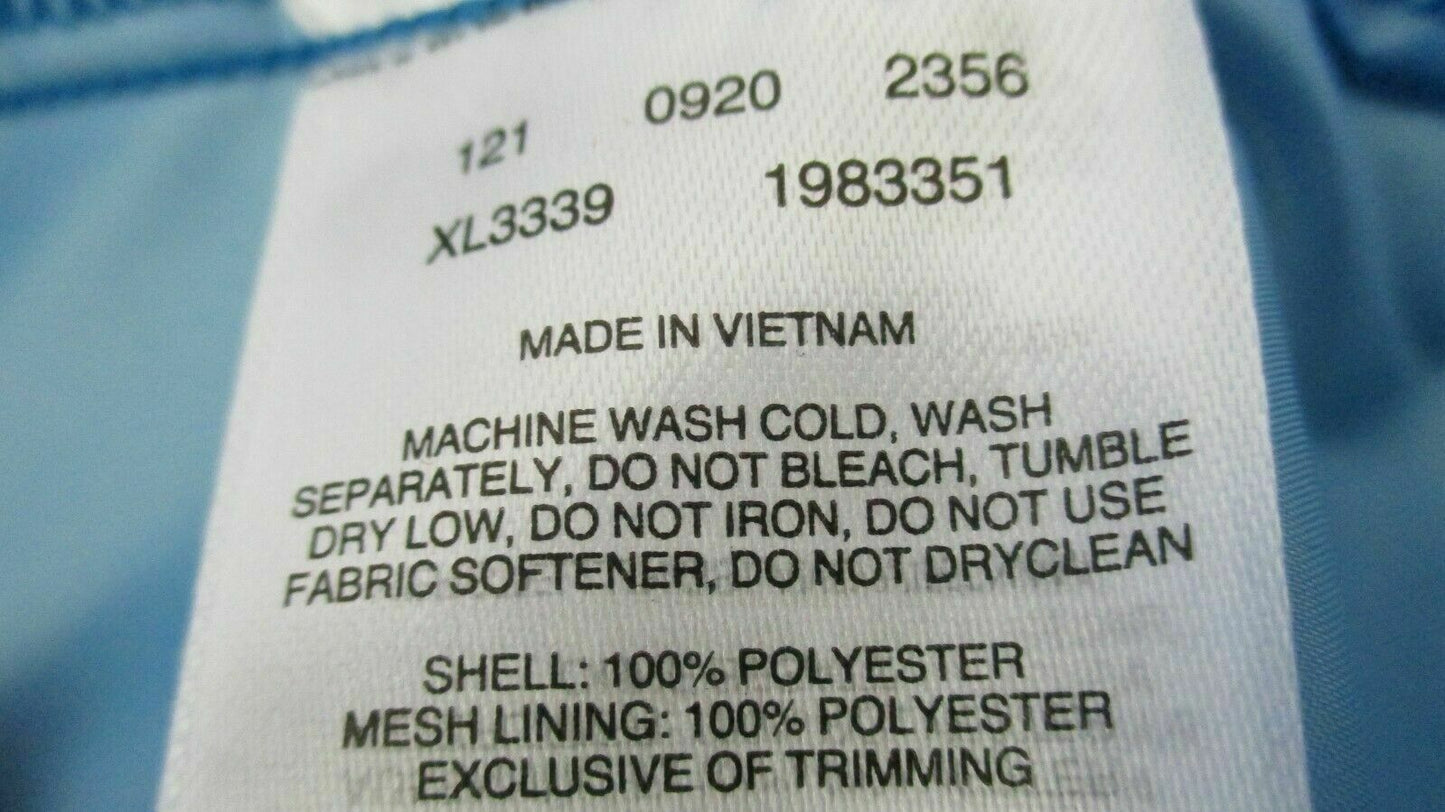 121 0920 2356
XL3339 1983351
MADE IN VIETNAM
MACHINE WASH COLD, WASH
SEPARATELY, DO NOT BLEACH, TUMBLE
DRY LOW, DO NOT IRON, DO NOT USE
FABRIC SOFTENER, DO NOT DRYCLEAN
SHELL: 100% POLYESTER
MESH LINING: 100% POLYESTER
EXCLUSIVE OF TRIMMING